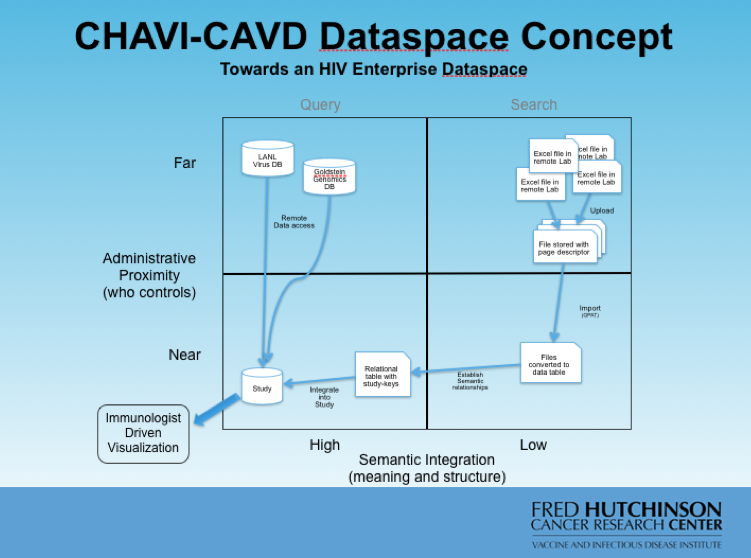 CHAVI-CAVD Dataspace Concept
Towards an HIV Enterprise Dataspace
Query
Search
Far
LANL
Virus DB
Goldstein
Genomics
DB
Remote
Data access
Excel file in
remote Lab
cel file in
note Lab
Excel file in
remote Lab
Excel file in
remote Lab
Upload
File stored with
page descriptor
Administrative
Proximity
(who controls)
Import
(GPAT)
Near
Files
converted to
data table
Establish
Semantic
relationships
Relational
table with
study-keys
Integrate
into
Study
Study
Immunologist
Driven
Visualization
High
Low
Semantic Integration
(meaning and structure)
FRED HUTCHINSON
CANCER RESEARCH CENTER
VACCINE AND INFECTIOUS DISEASE INSTITUTE